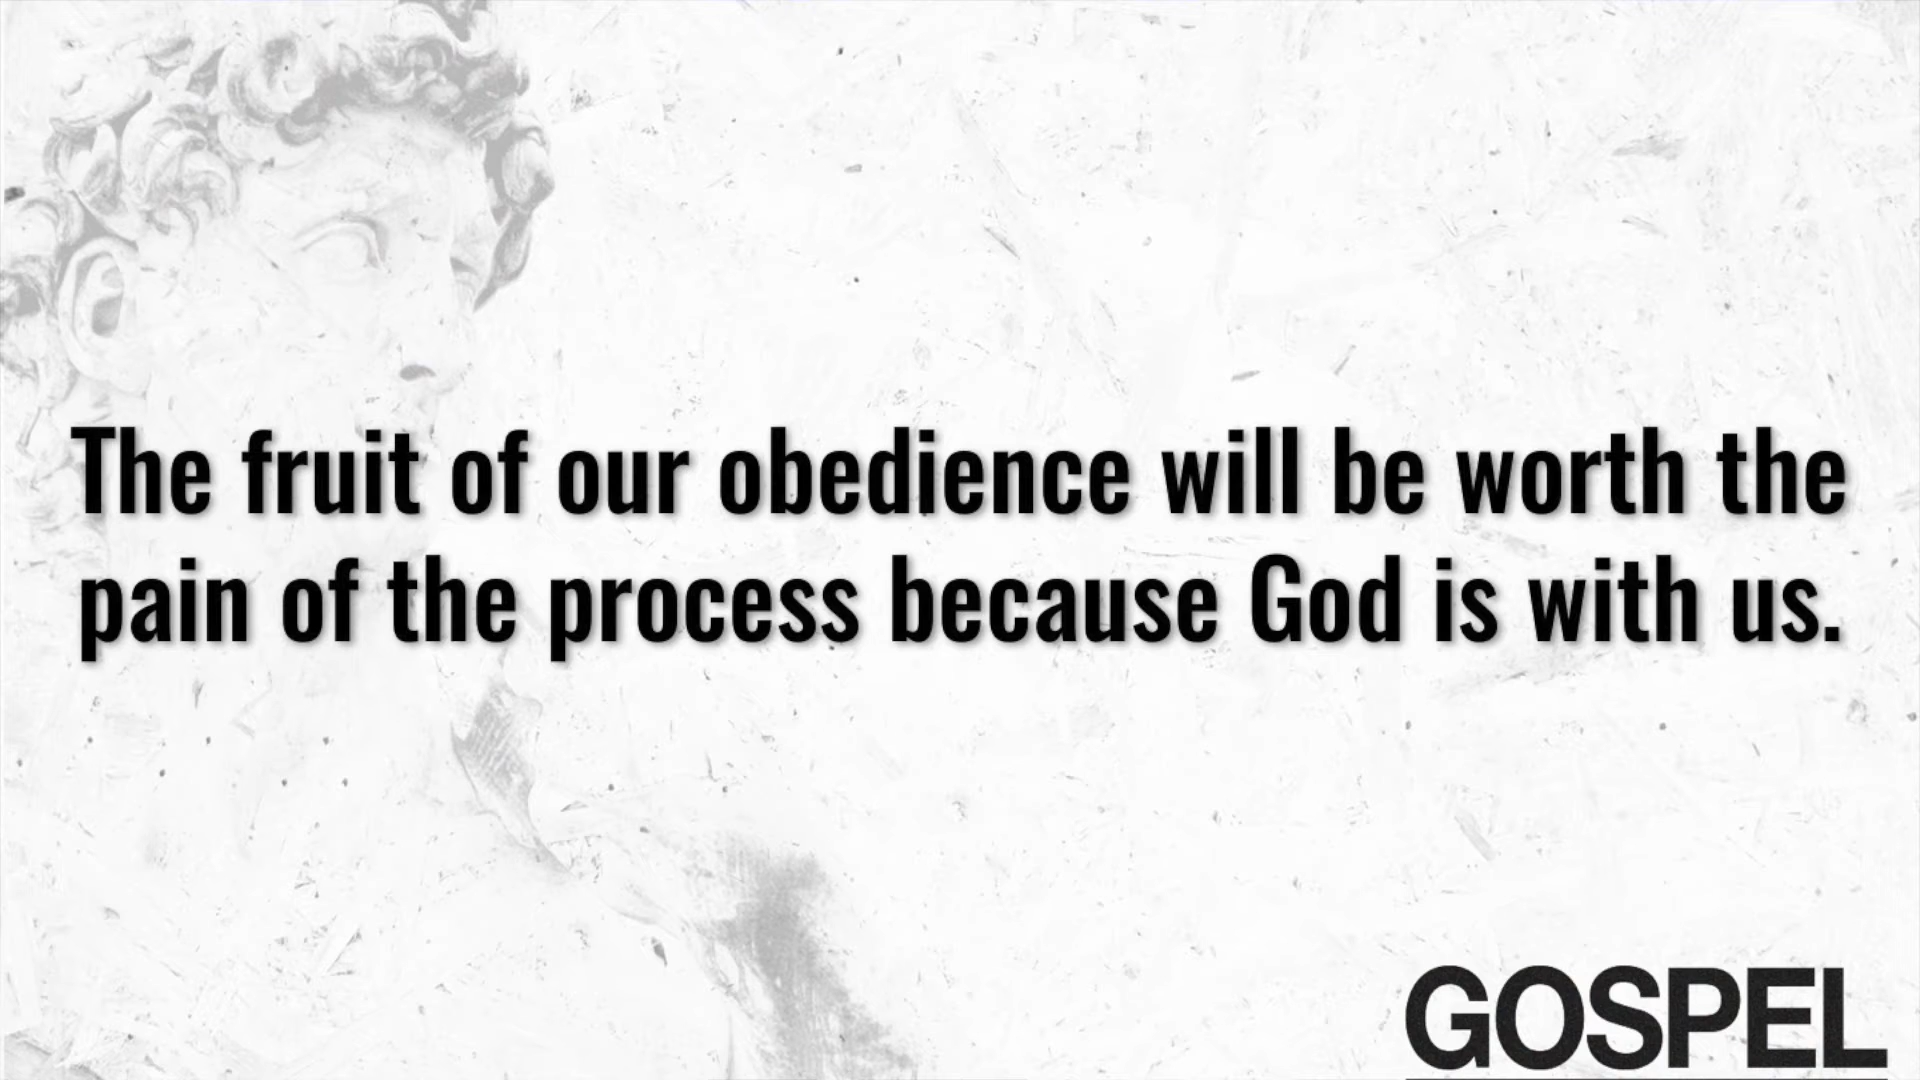 The fruit of our obedience will be worth the
pain of the process because God is with us.
GOSPEL